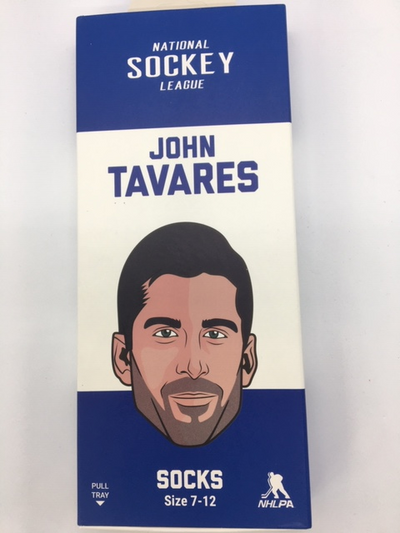 NATIONAL
SOCKEY
LEAGUE
JOHN
TAVARES
SOCKS
Size 7-12
PULL
TRAY
NHLPA